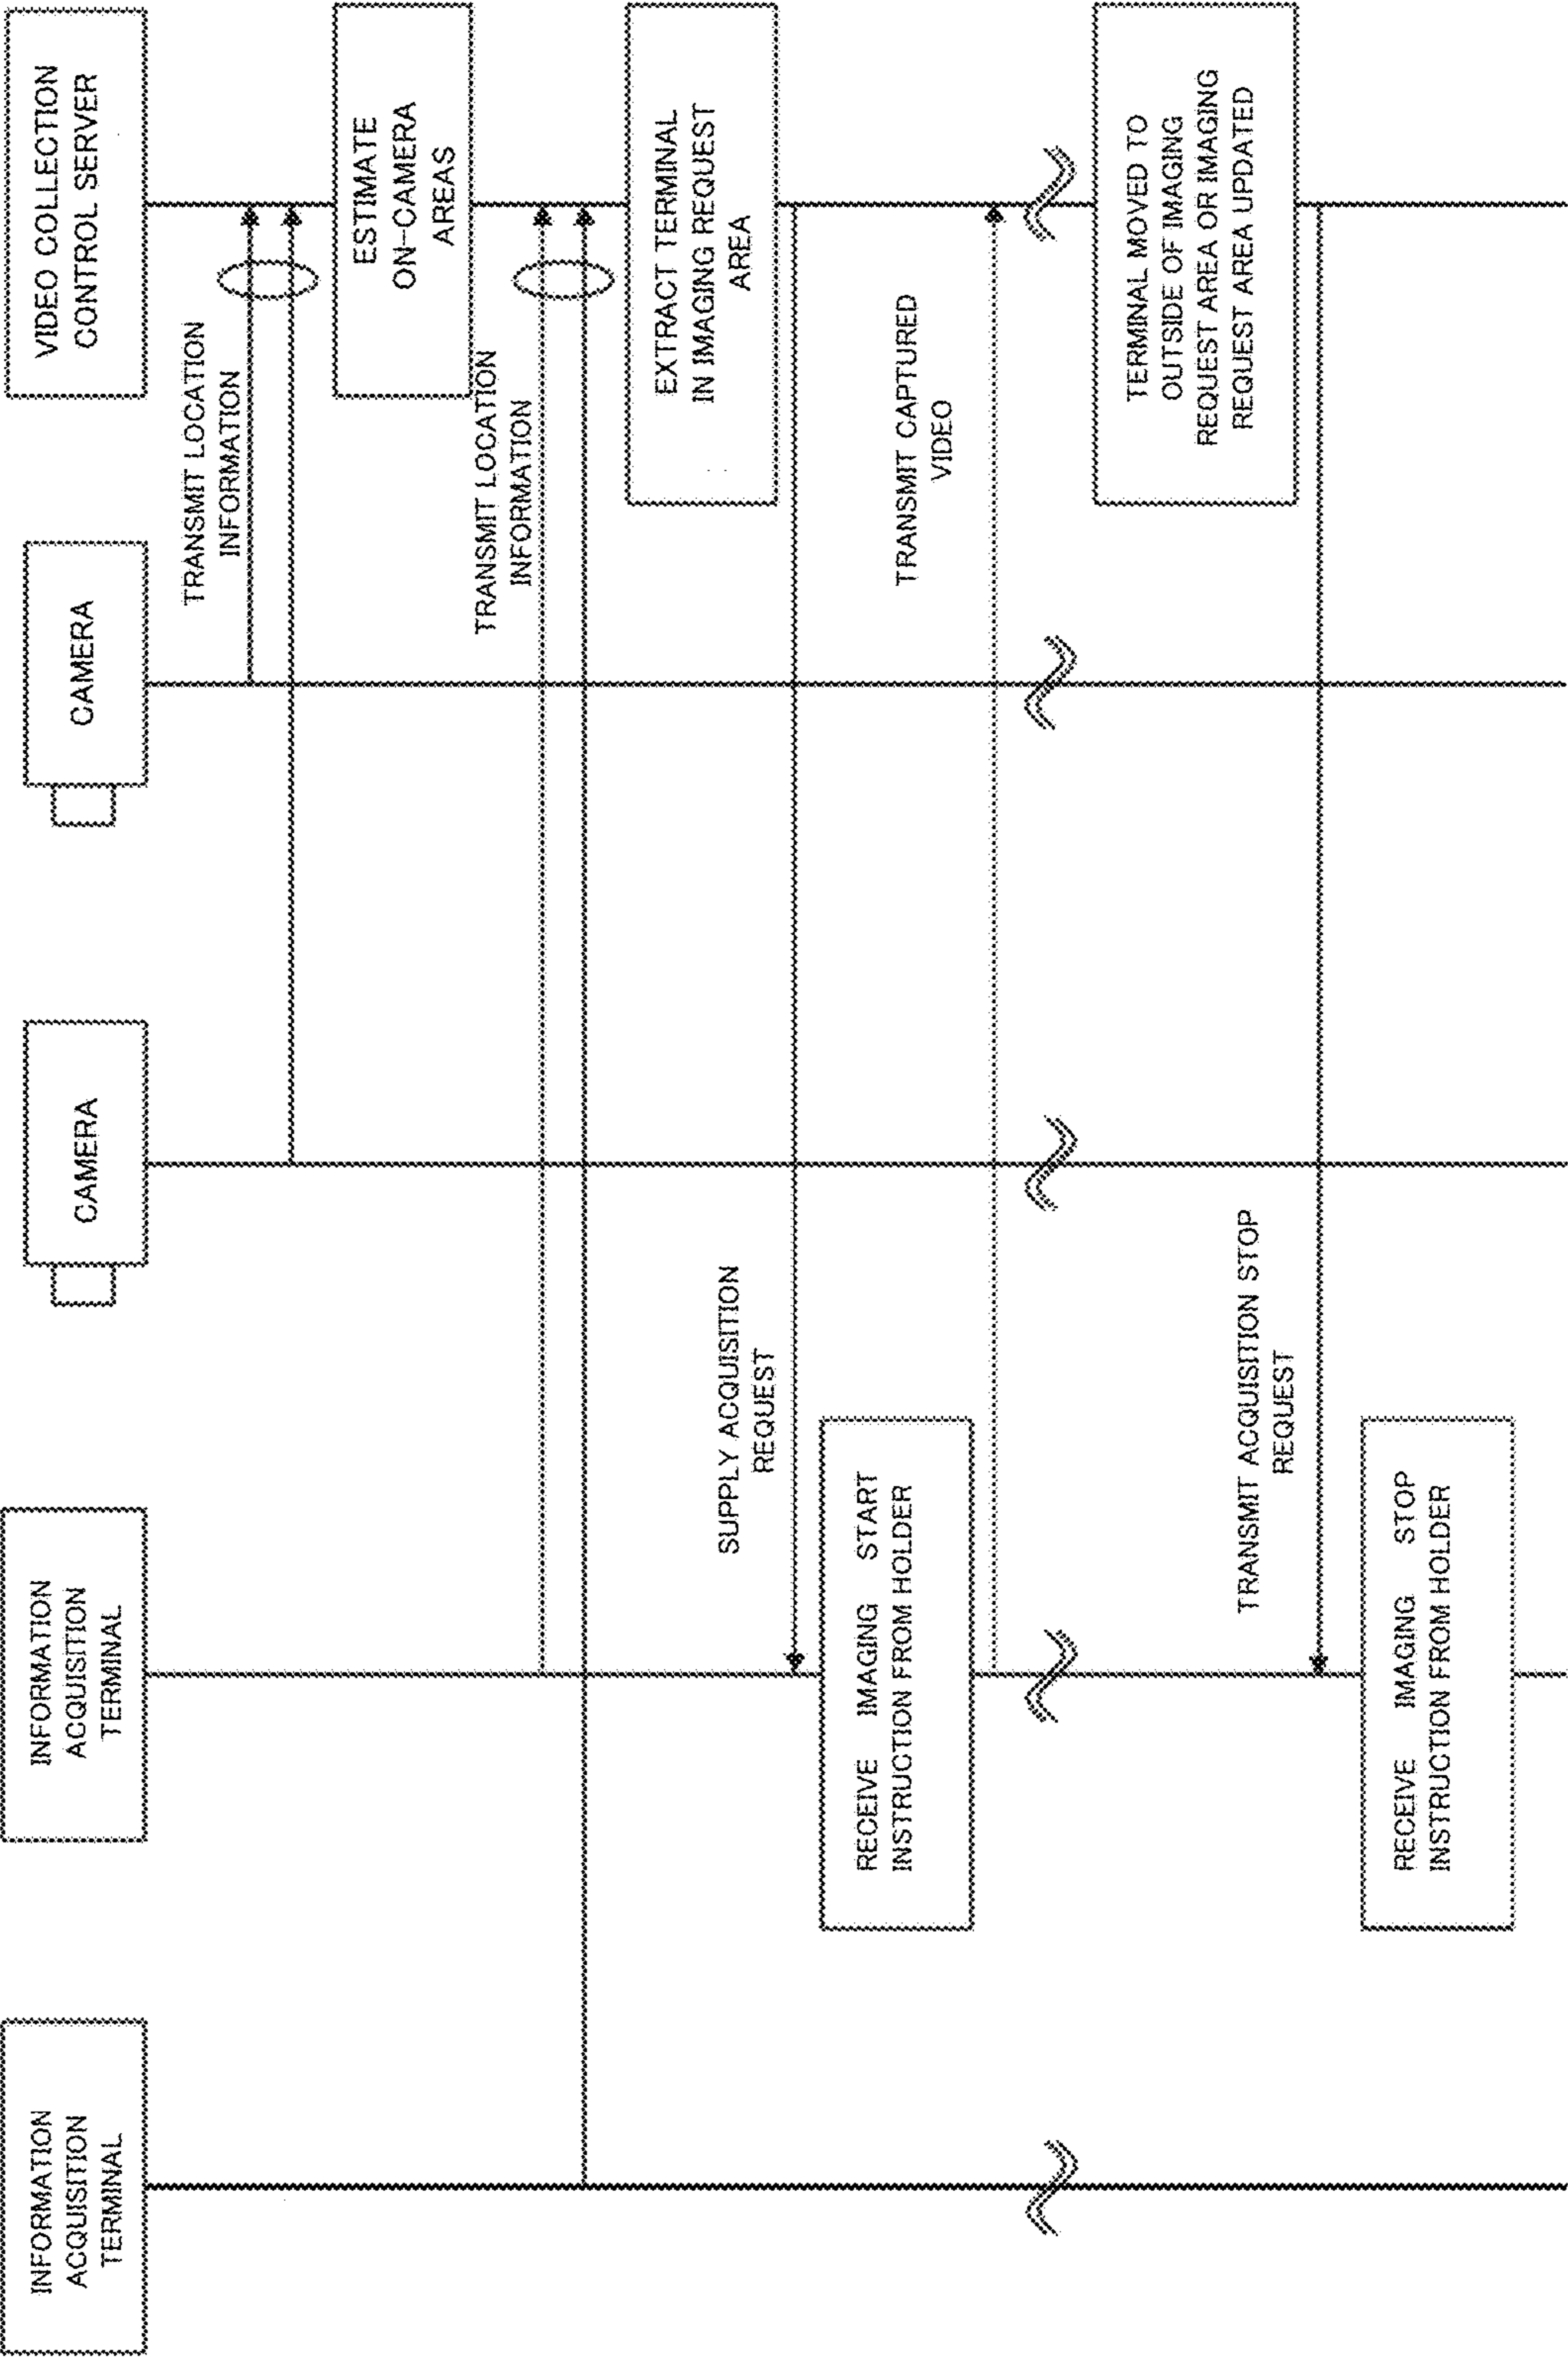 INFORMATION
ACQUISITION
TERMINAL
INFORMATION
ACQUISITION
TERMINAL
CAMERA
CAMERA
VIDEO COLLECTION
CONTROL SERVER
TRANSMIT LOCATION
INFORMATION
ESTIMATE
ON-CAMERA
AREAS
TRANSMIT LOCATION
INFORMATION
EXTRACT TERMINAL
IN IMAGING REQUEST
AREA
SUPPLY ACQUISITION
REQUEST
RECEIVE IMAGING START
INSTRUCTION FROM HOLDER
TRANSMIT CAPTURED
VIDEO
TERMINAL MOVED TO
OUTSIDE OF IMAGING
REQUEST AREA OR IMAGING
REQUEST AREA UPDATED
TRANSMIT ACQUISITION STOP
REQUEST
RECEIVE IMAGING STOP
INSTRUCTION FROM HOLDER